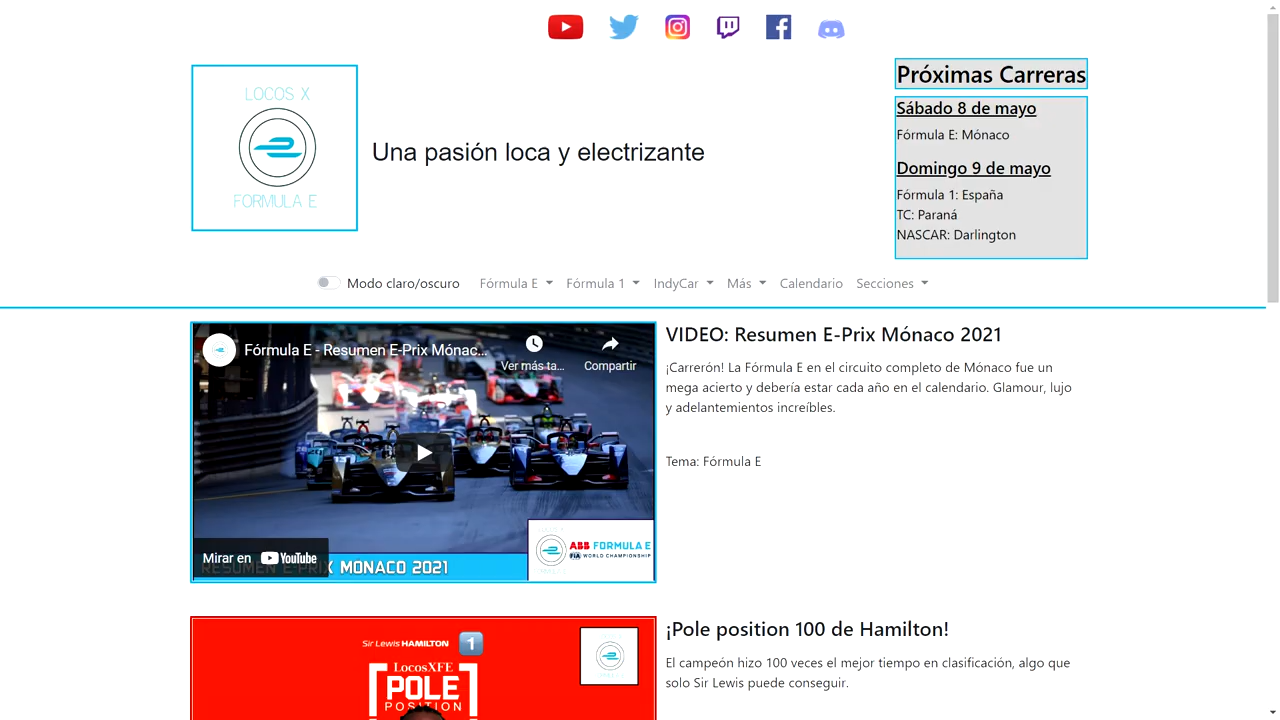 LOCOS X
FORMULA E
Una pasión loca y electrizante
Próximas Carreras
Sábado 8 de mayo
Fórmula E: Mónaco
Domingo 9 de mayo
Fórmula 1: España
TC: Paraná
NASCAR: Darlington
Modo claro/oscuro Fórmula E Fórmula 1 IndyCar Más Calendario Secciones
Fórmula E - Resumen E-Prix Mónac...
Ver más ta...
Compartir
ABB FORMULA E
FIA WORLD CHAMPIONSHIP
Mirar en YouTube
RESUMEN E-PRIX MÓNACO 2021
VIDEO: Resumen E-Prix Mónaco 2021
¡Carrerón! La Fórmula E en el circuito completo de Mónaco fue un
mega acierto y debería estar cada año en el calendario. Glamour, lujo
y adelantemientos increíbles.
Tema: Fórmula E
Sir Lewis HAMILTON 1
LocosXFE
POLE
POSITION
¡Pole position 100 de Hamilton!
El campeón hizo 100 veces el mejor tiempo en clasificación, algo que
solo Sir Lewis puede conseguir.